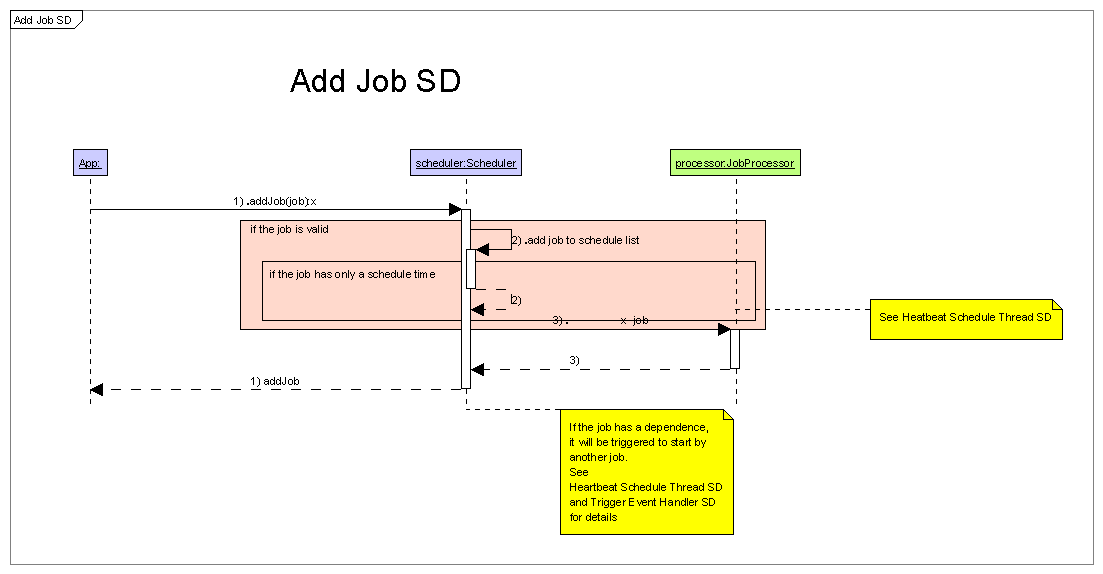 Add Job SD
Add Job SD
App:
scheduler:Scheduler
processor:JobProcessor
1) .addJob(job):x
if the job is valid
2) .add job to schedule list
if the job has only a schedule time
2)
See Heatbeat Schedule Thread SD
3) . x job
3)
1) addJob
If the job has a dependence,
it will be triggered to start by
another job.
See
Heartbeat Schedule Thread SD
and Trigger Event Handler SD
for details